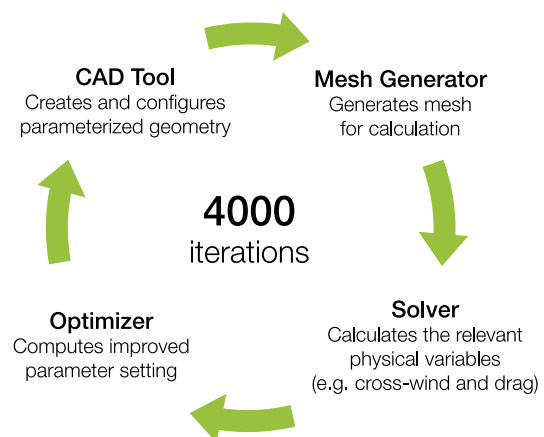 CAD Tool
Creates and configures
parameterized geometry
Mesh Generator
Generates mesh
for calculation
4000
iterations
Solver
Calculates the relevant
physical variables
(e.g. cross-wind and drag)
Optimizer
Computes improved
parameter setting